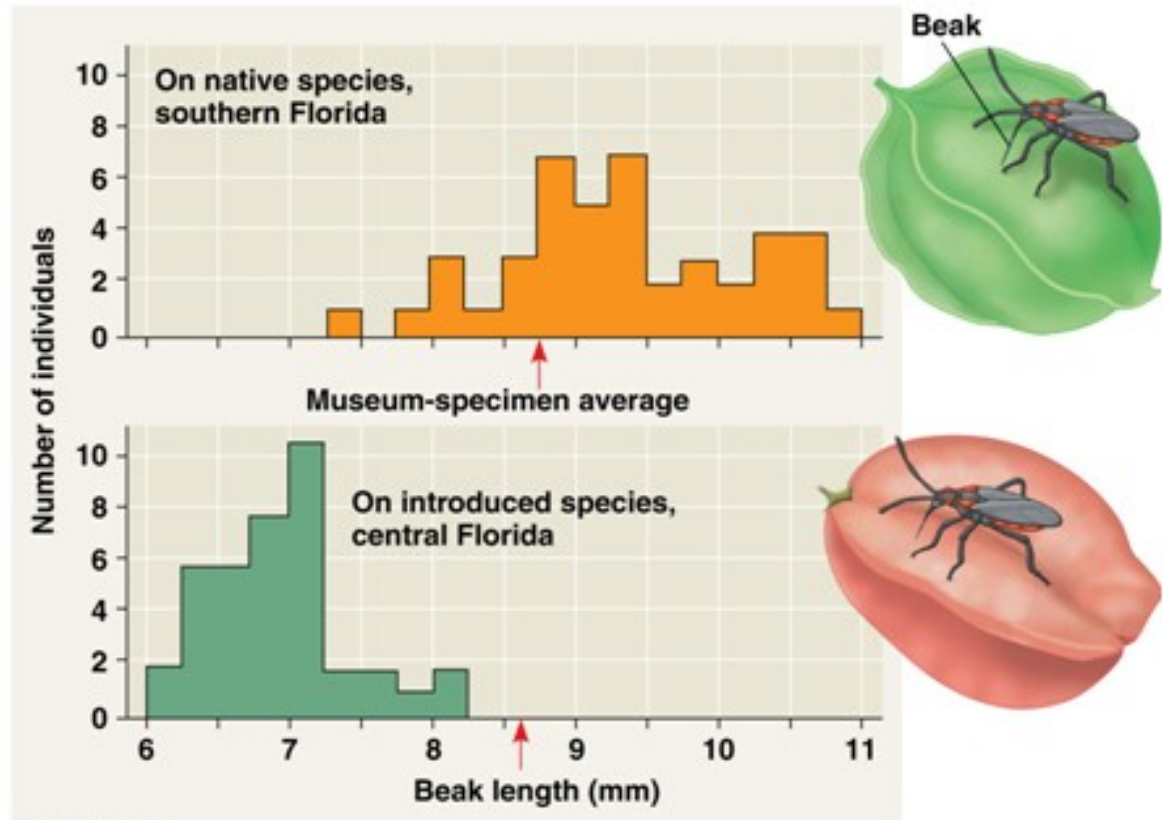 Beak
On native species,
southern Florida
10
8
6
4
2
0
Museum-specimen average
Number of individuals
On introduced species,
central Florida
10
8
6
4
2
0
6 7 8 9 10 11
Beak length (mm)